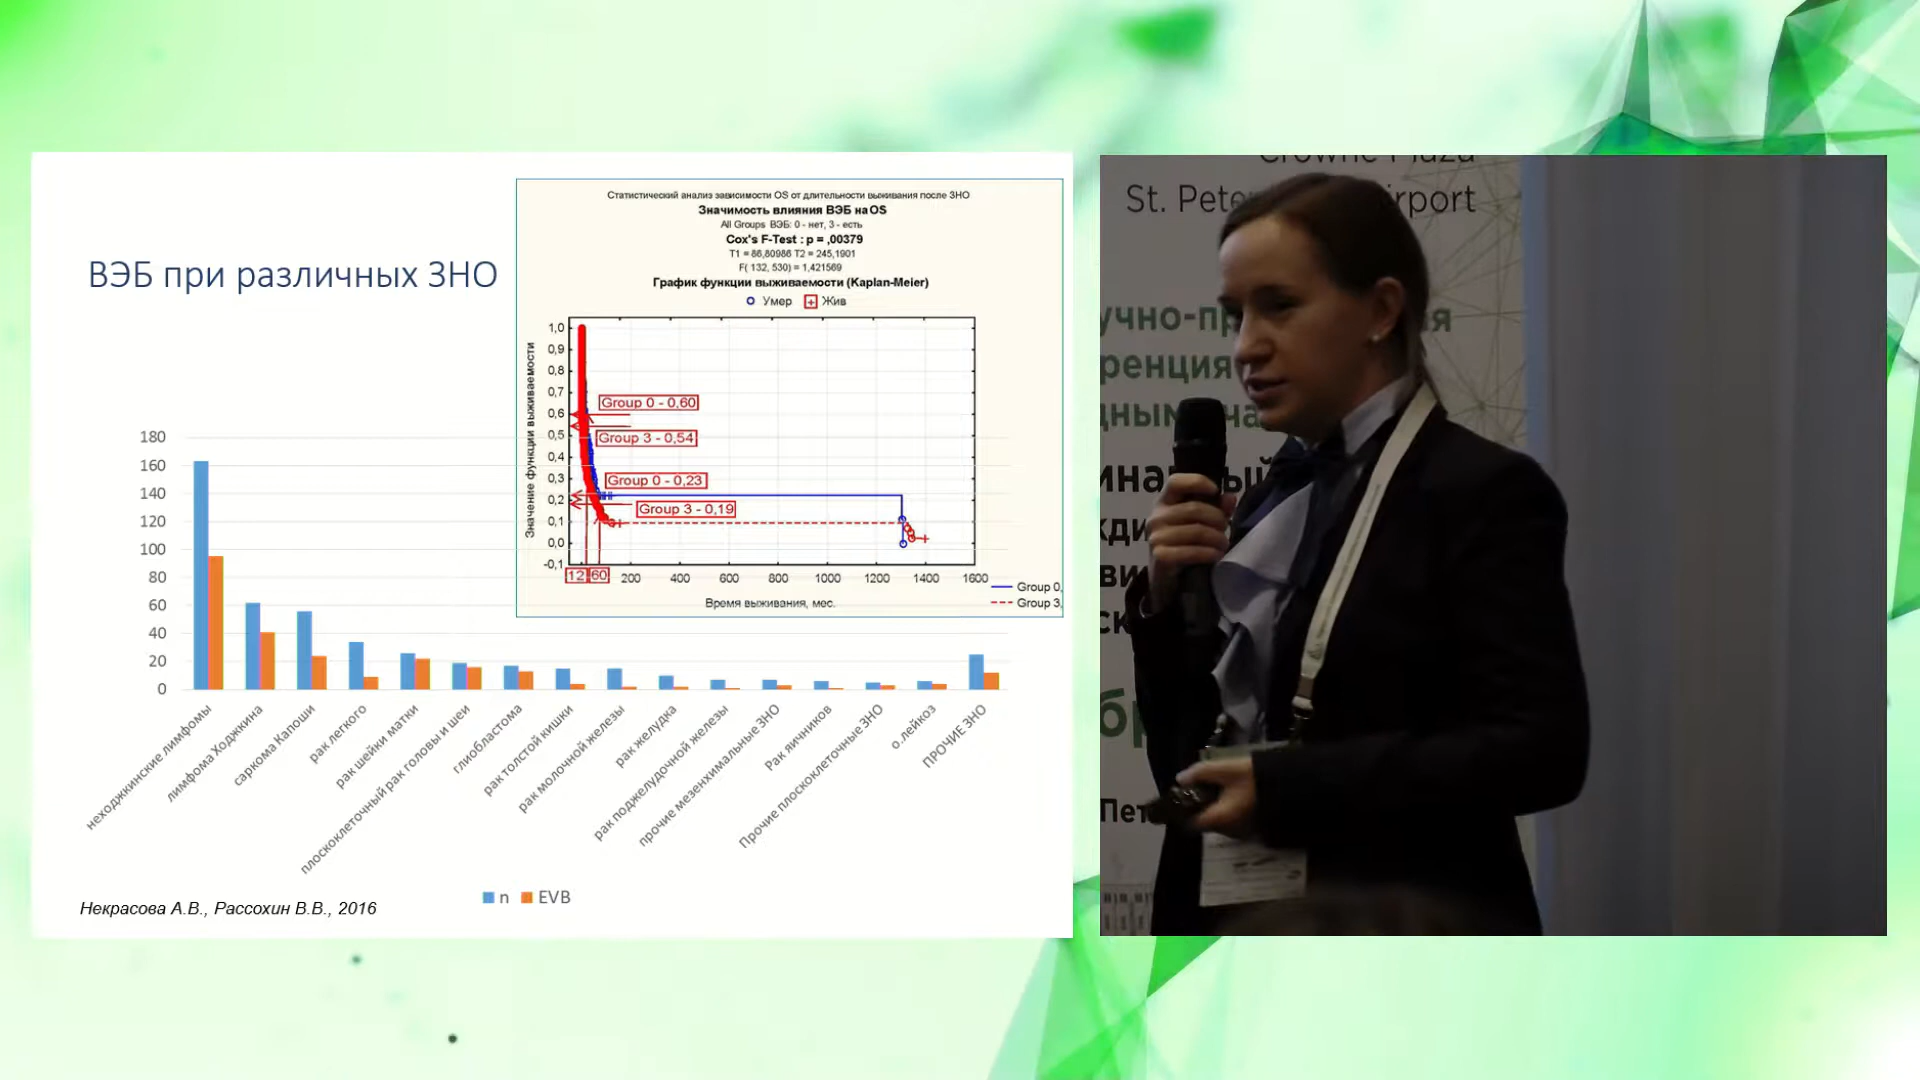 ВЭБ при различных ЗНО
Статистический анализ зависимости OS от длительности выживания после ЗНО
Значимость влияния ВЭБ на OS
All Groups ВЭБ: 0 - нет, 3 - есть
Cox's F-Test : p = ,00379
T1 = 86,80986 T2 = 245,1901
F( 132, 530) = 1,421569
График функции выживаемости (Kaplan-Meier)
Умер Жив
Значение функции выживаемости
1,0
0,9
0,8
0,7
0,6
0,5
0,4
0,3
0,2
0,1
0,0
-0,1
Group 0 - 0,60
Group 3 - 0,54
Group 0 - 0,23
Group 3 - 0,19
12 60 200 400 600 800 1000 1200 1400 1600
Время выживания, мес.
Group 0,
Group 3,
180
160
140
120
100
80
60
40
20
0
неходжкинские лимфомы
лимфома Ходжкина
саркома Капоши
рак легкого
рак шейки матки
плоскоклеточный рак головы и шеи
глиобластома
рак толстой кишки
рак молочной железы
рак желудка
рак поджелудочной железы
прочие мезенхимальные ЗНО
Рак яичников
Прочие плоскоклеточные ЗНО
о.лейкоз
ПРОЧИЕ ЗНО
n EVB
Некрасова А.В., Рассохин В.В., 2016
Crowne Plaza
St. Pete irport
учно-пр ая
ренция